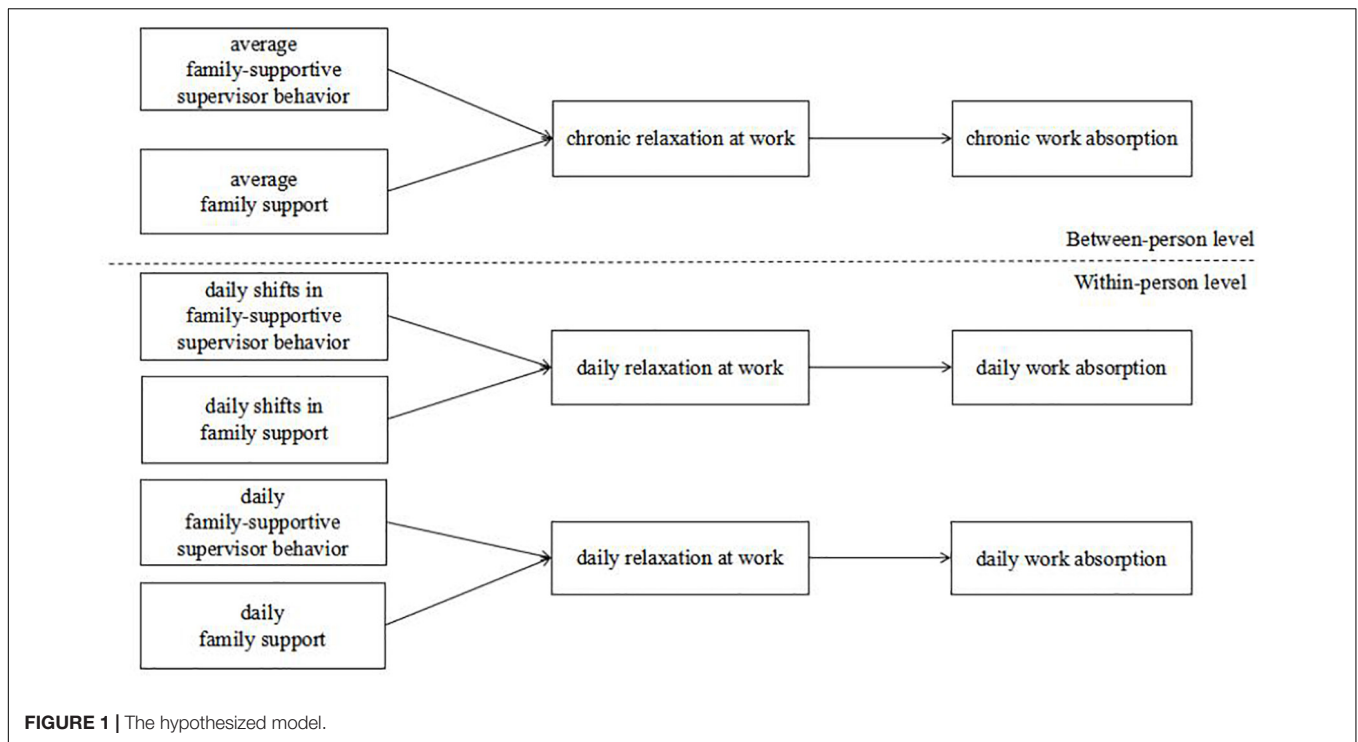 average
family-supportive
supervisor behavior
chronic relaxation at work
chronic work absorption
average
family support
Between-person level
Within-person level
daily shifts in
family-supportive
supervisor behavior
daily relaxation at work
daily work absorption
daily shifts in
family support
daily
family-supportive
supervisor behavior
daily relaxation at work
daily work absorption
daily
family support
FIGURE 1 | The hypothesized model.